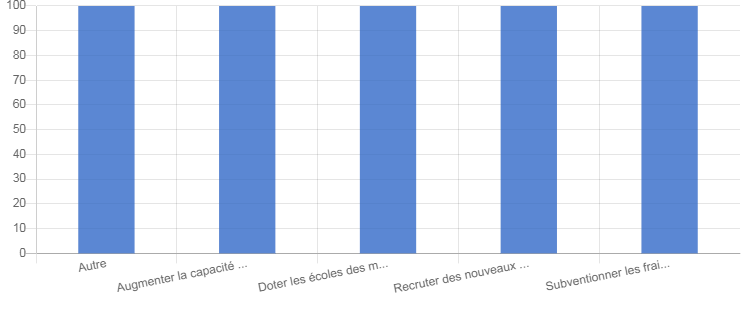 100
90
80
70
60
50
40
30
20
10
0
Autre
Augmenter la capacité ...
Doter les écoles des m...
Recruter des nouveaux ...
Subventionner les frai...